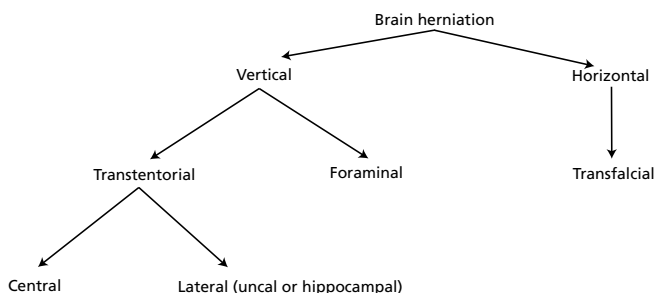 Brain herniation
Vertical
Horizontal
Transtentorial
Foraminal
Transfalcial
Central
Lateral (uncal or hippocampal)